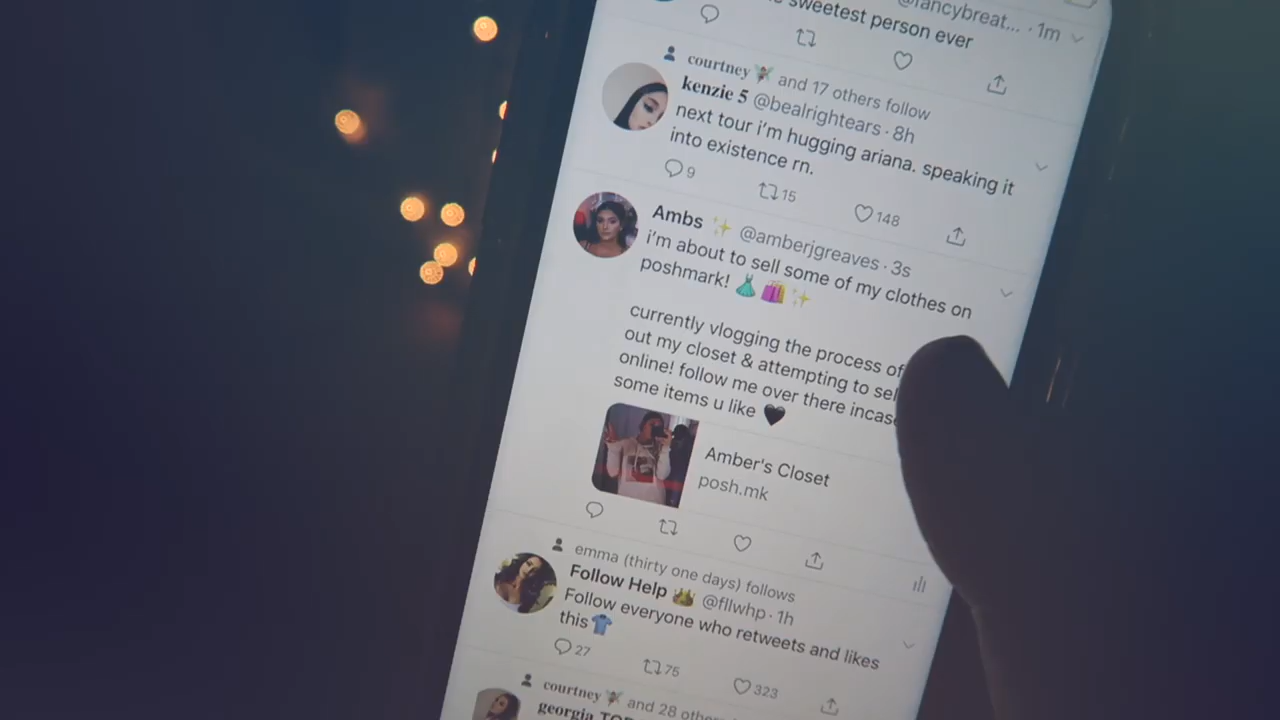 @fancybreat... · 1m
sweetest person ever
courtney 🧚 and 17 others follow
kenzie 5 @bealrightears · 8h
next tour i'm hugging ariana. speaking it
into existence rn.
9 15 148
Ambs ✨ @amberjgreaves · 3s
i'm about to sell some of my clothes on
poshmark! 👗🛍️✨
currently vlogging the process of
out my closet & attempting to sel
online! follow me over there incas
some items u like 🖤
Amber's Closet
posh.mk
emma (thirty one days) follows
Follow Help 👑 @fllwhp · 1h
Follow everyone who retweets and likes
this👕
27 75 323
courtney 🧚 and 28 othe
georgia